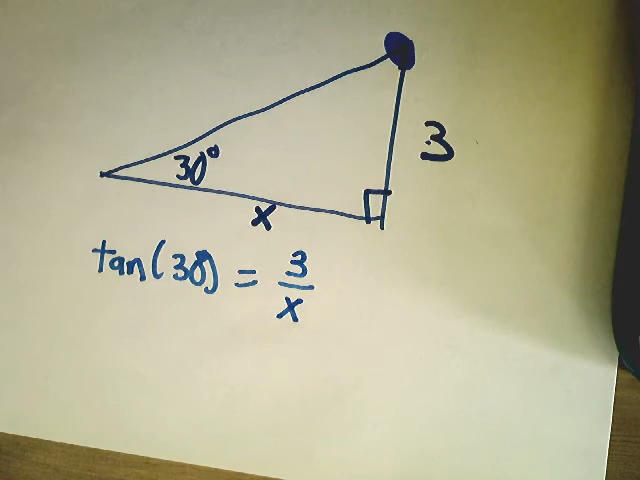 30°
3
x
tan(30) = 3/x